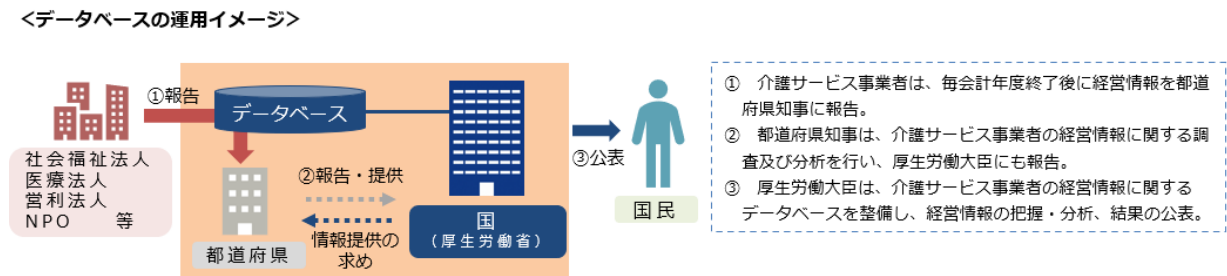 <データベースの運用イメージ>
①報告
データベース
社会福祉法人
医療法人
営利法人
NPO 等
都道府県
②報告・提供
情報提供の
求め
国
(厚生労働省)
③公表
国民
① 介護サービス事業者は、毎会計年度終了後に経営情報を都道
府県知事に報告。
② 都道府県知事は、介護サービス事業者の経営情報に関する調
査及び分析を行い、厚生労働大臣にも報告。
③ 厚生労働大臣は、介護サービス事業者の経営情報に関する
データベースを整備し、経営情報の把握・分析、結果の公表。